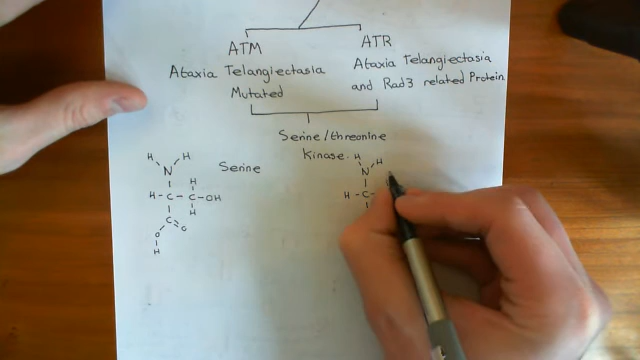 ATM
ATR
Ataxia Telangiectasia
Mutated
Ataxia Telangiectasia
and Rad3 related Protein
Serine/threonine
Kinase.
Serine
H H
N
H
H-C-C-OH
H
C=O
O
H
H H
N
H-C-